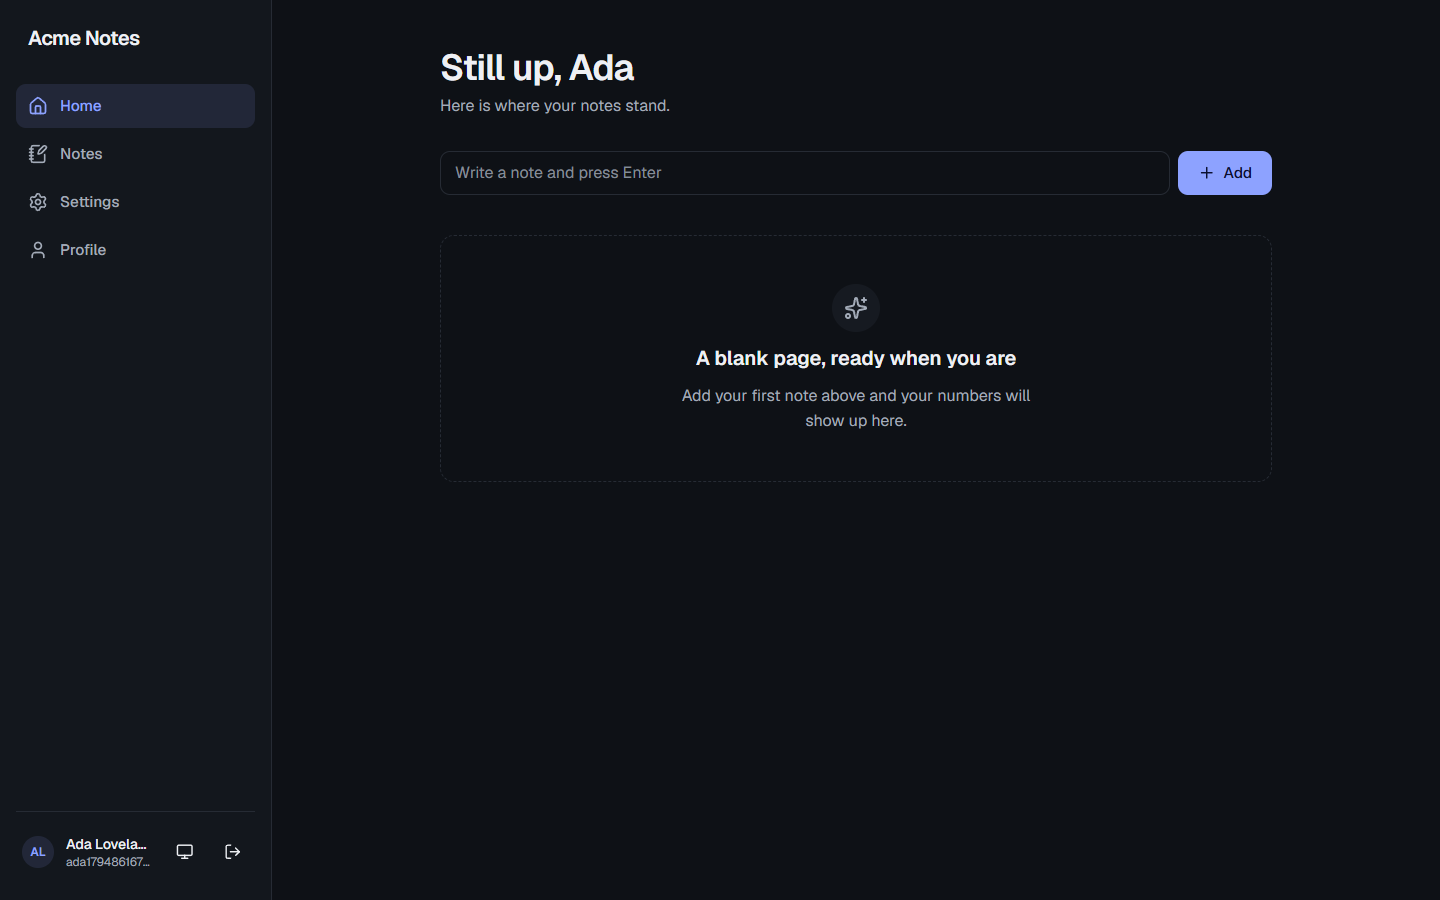 Acme Notes
Home
Notes
Settings
Profile
Still up, Ada
Here is where your notes stand.
Write a note and press Enter
Add
A blank page, ready when you are
Add your first note above and your numbers will
show up here.
AL
Ada Lovela...
ada179486167...